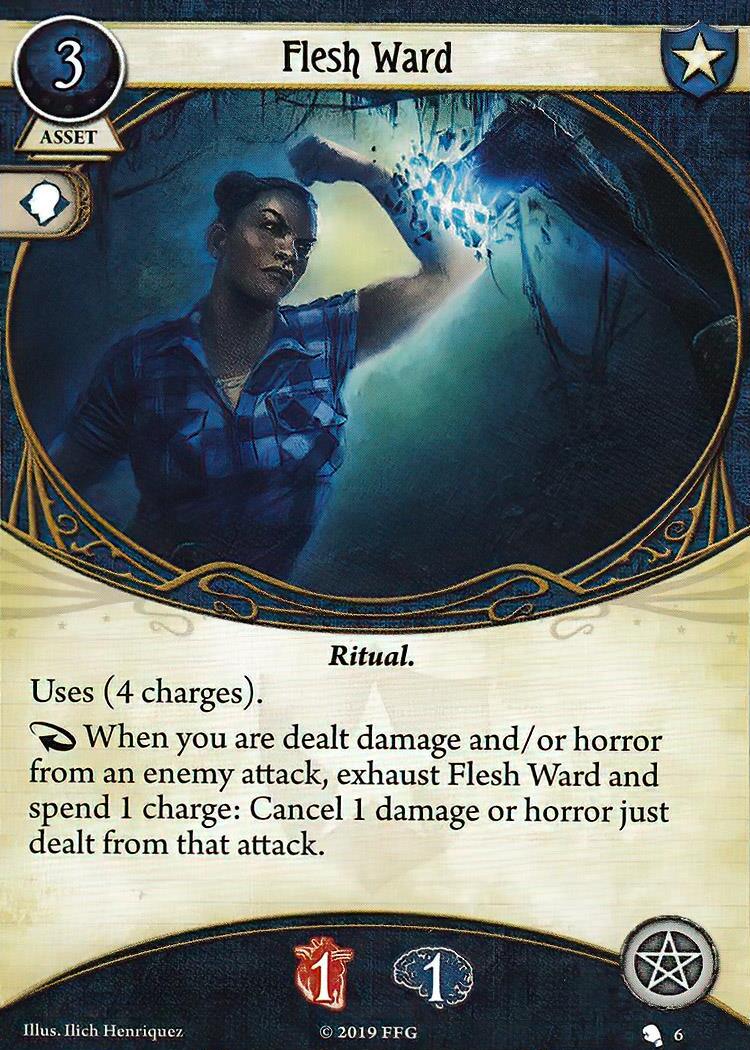 3
Flesh Ward
ASSET
Ritual.
Uses (4 charges).
When you are dealt damage and/or horror
from an enemy attack, exhaust Flesh Ward and
spend 1 charge: Cancel 1 damage or horror just
dealt from that attack.
1 1
Illus. Ilich Henriquez © 2019 FFG 6